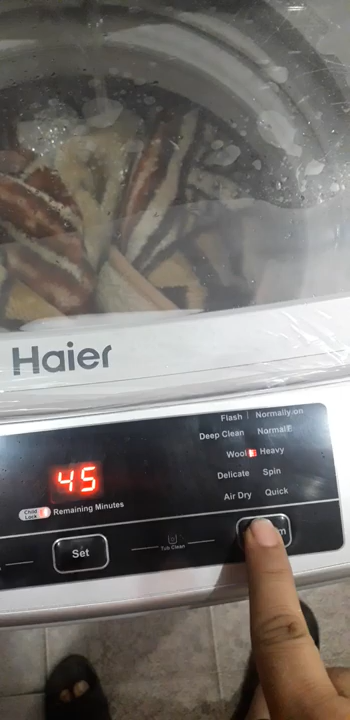 Haier
Flash Normally on
Deep Clean Normal
Wool Heavy
45
Delicate Spin
Child Lock Remaining Minutes
Air Dry Quick
Set
Tub Clean